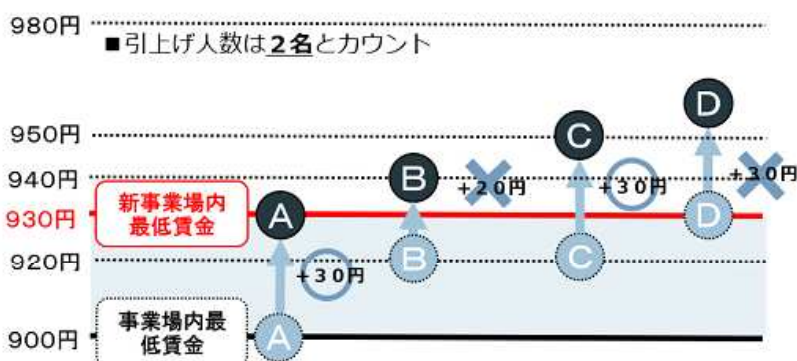 980円
■引上げ人数は２名とカウント
D
950円
C
940円
B
+20円
+30円
+30円
新事業場内
最低賃金
930円
A
D
920円
+30円
B
C
事業場内最
低賃金
900円
A